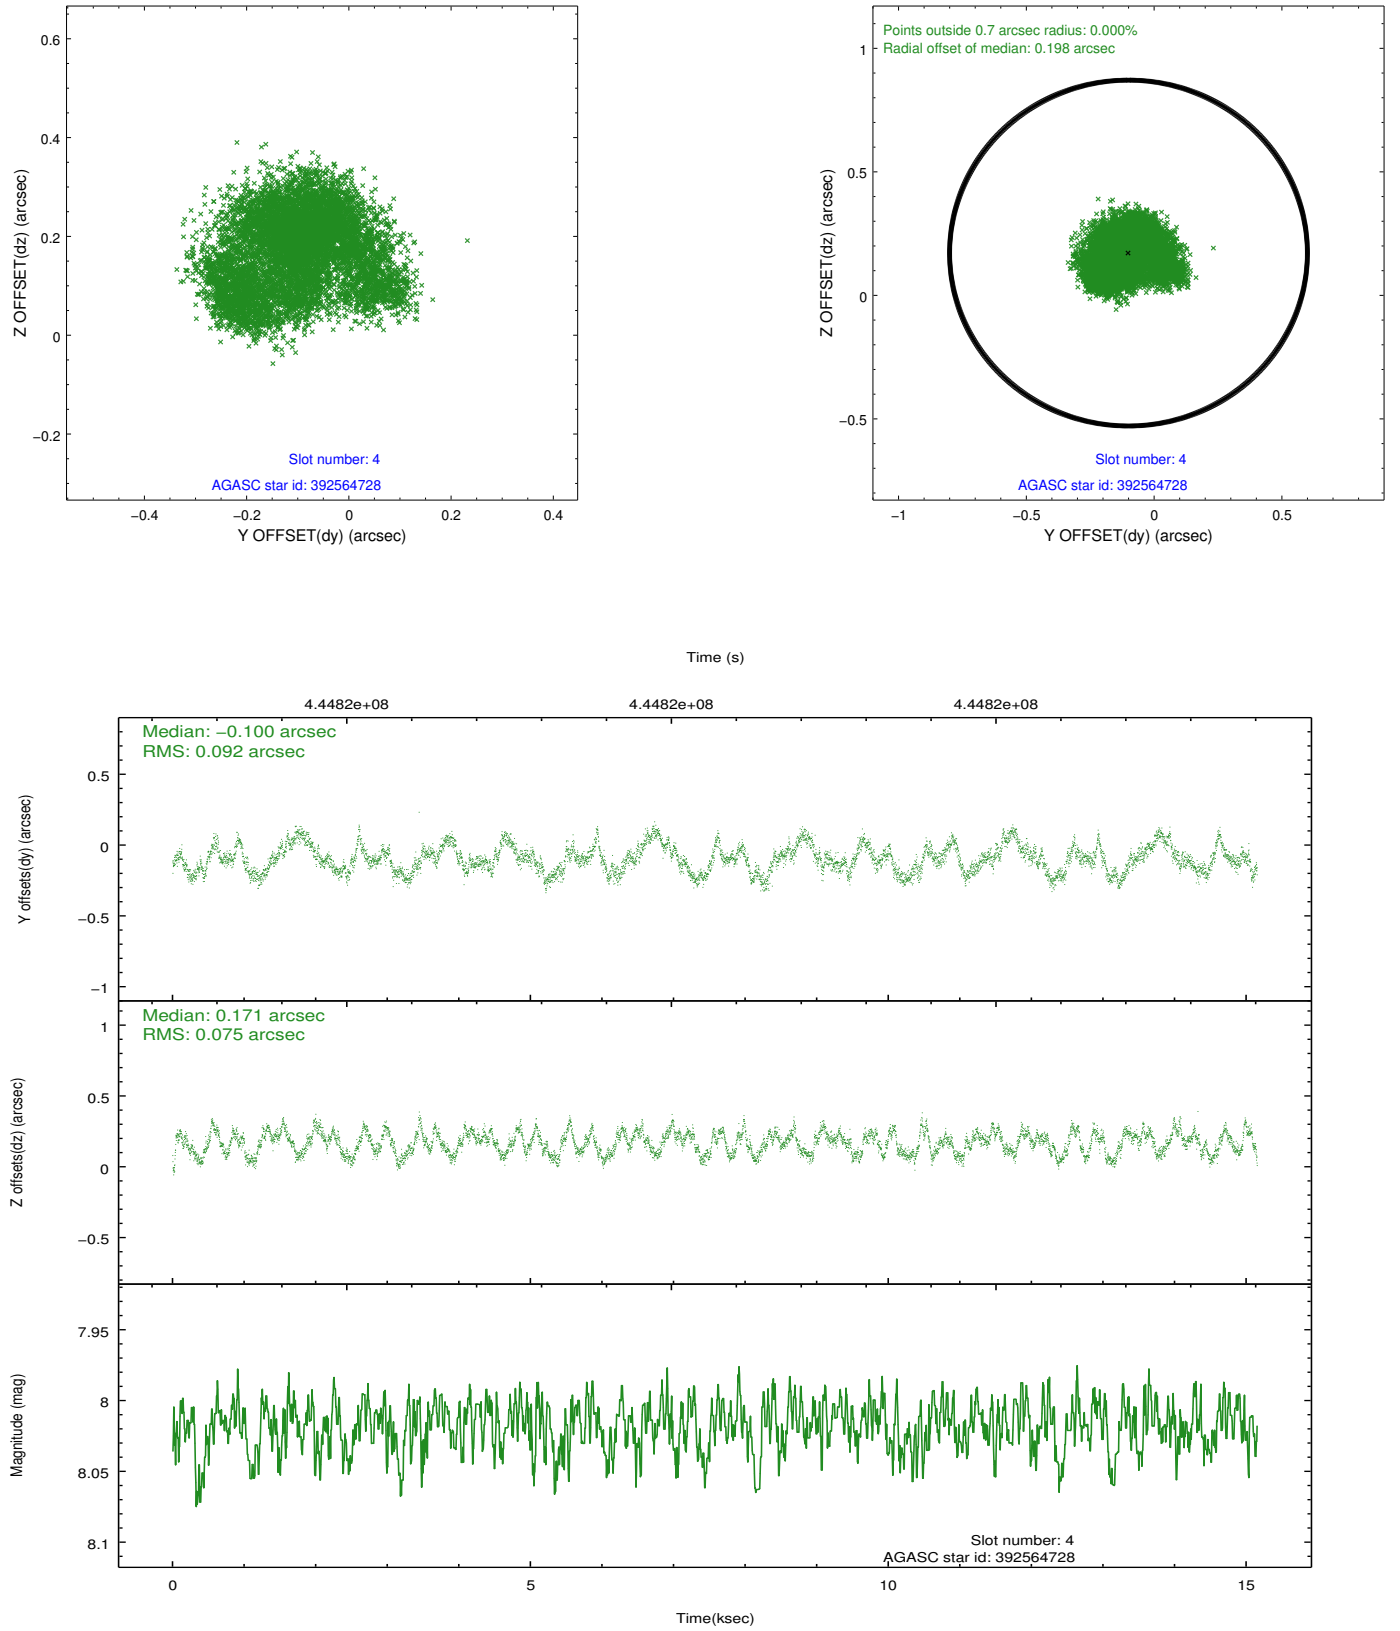 0.6
0.4
0.2
0
−0.2
Z OFFSET(dz) (arcsec)
Slot number: 4
AGASC star id: 392564728
−0.4 −0.2 0 0.2 0.4
Y OFFSET(dy) (arcsec)
Points outside 0.7 arcsec radius: 0.000%
Radial offset of median: 0.198 arcsec
1
0.5
0
−0.5
Z OFFSET(dz) (arcsec)
Slot number: 4
AGASC star id: 392564728
−1 −0.5 0 0.5
Y OFFSET(dy) (arcsec)
Time (s)
4.4482e+08 4.4482e+08 4.4482e+08
Median: −0.100 arcsec
RMS: 0.092 arcsec
0.5
0
−0.5
−1
Y offsets(dy) (arcsec)
Median: 0.171 arcsec
RMS: 0.075 arcsec
1
0.5
0
−0.5
Z offsets(dz) (arcsec)
7.95
8
8.05
8.1
Magnitude (mag)
Slot number: 4
AGASC star id: 392564728
0 5 10 15
Time(ksec)